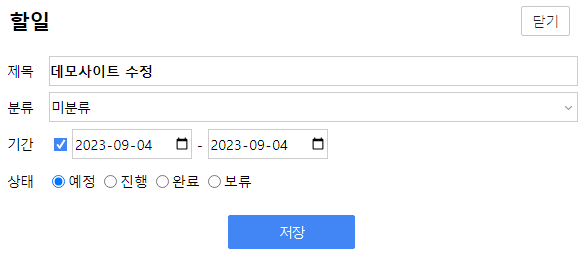 할일 닫기
제목 데모사이트 수정
분류 미분류
기간 2023-09-04 - 2023-09-04
상태 예정 진행 완료 보류
저장